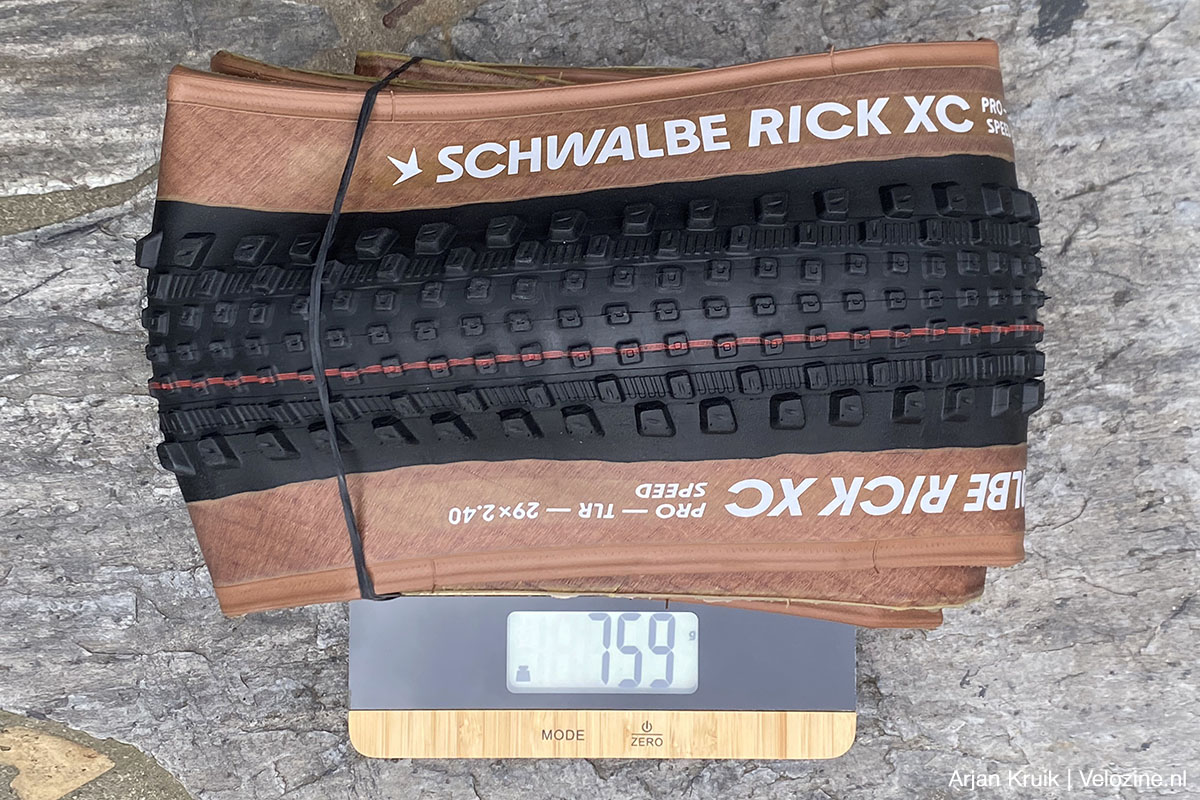 SCHWALBE RICK XC PRO-
SPEED
LBE RICK XC
PRO — TLR — 29×2.40
SPEED
759 g
MODE
ZERO
Arjan Kruik | Velozine.nl